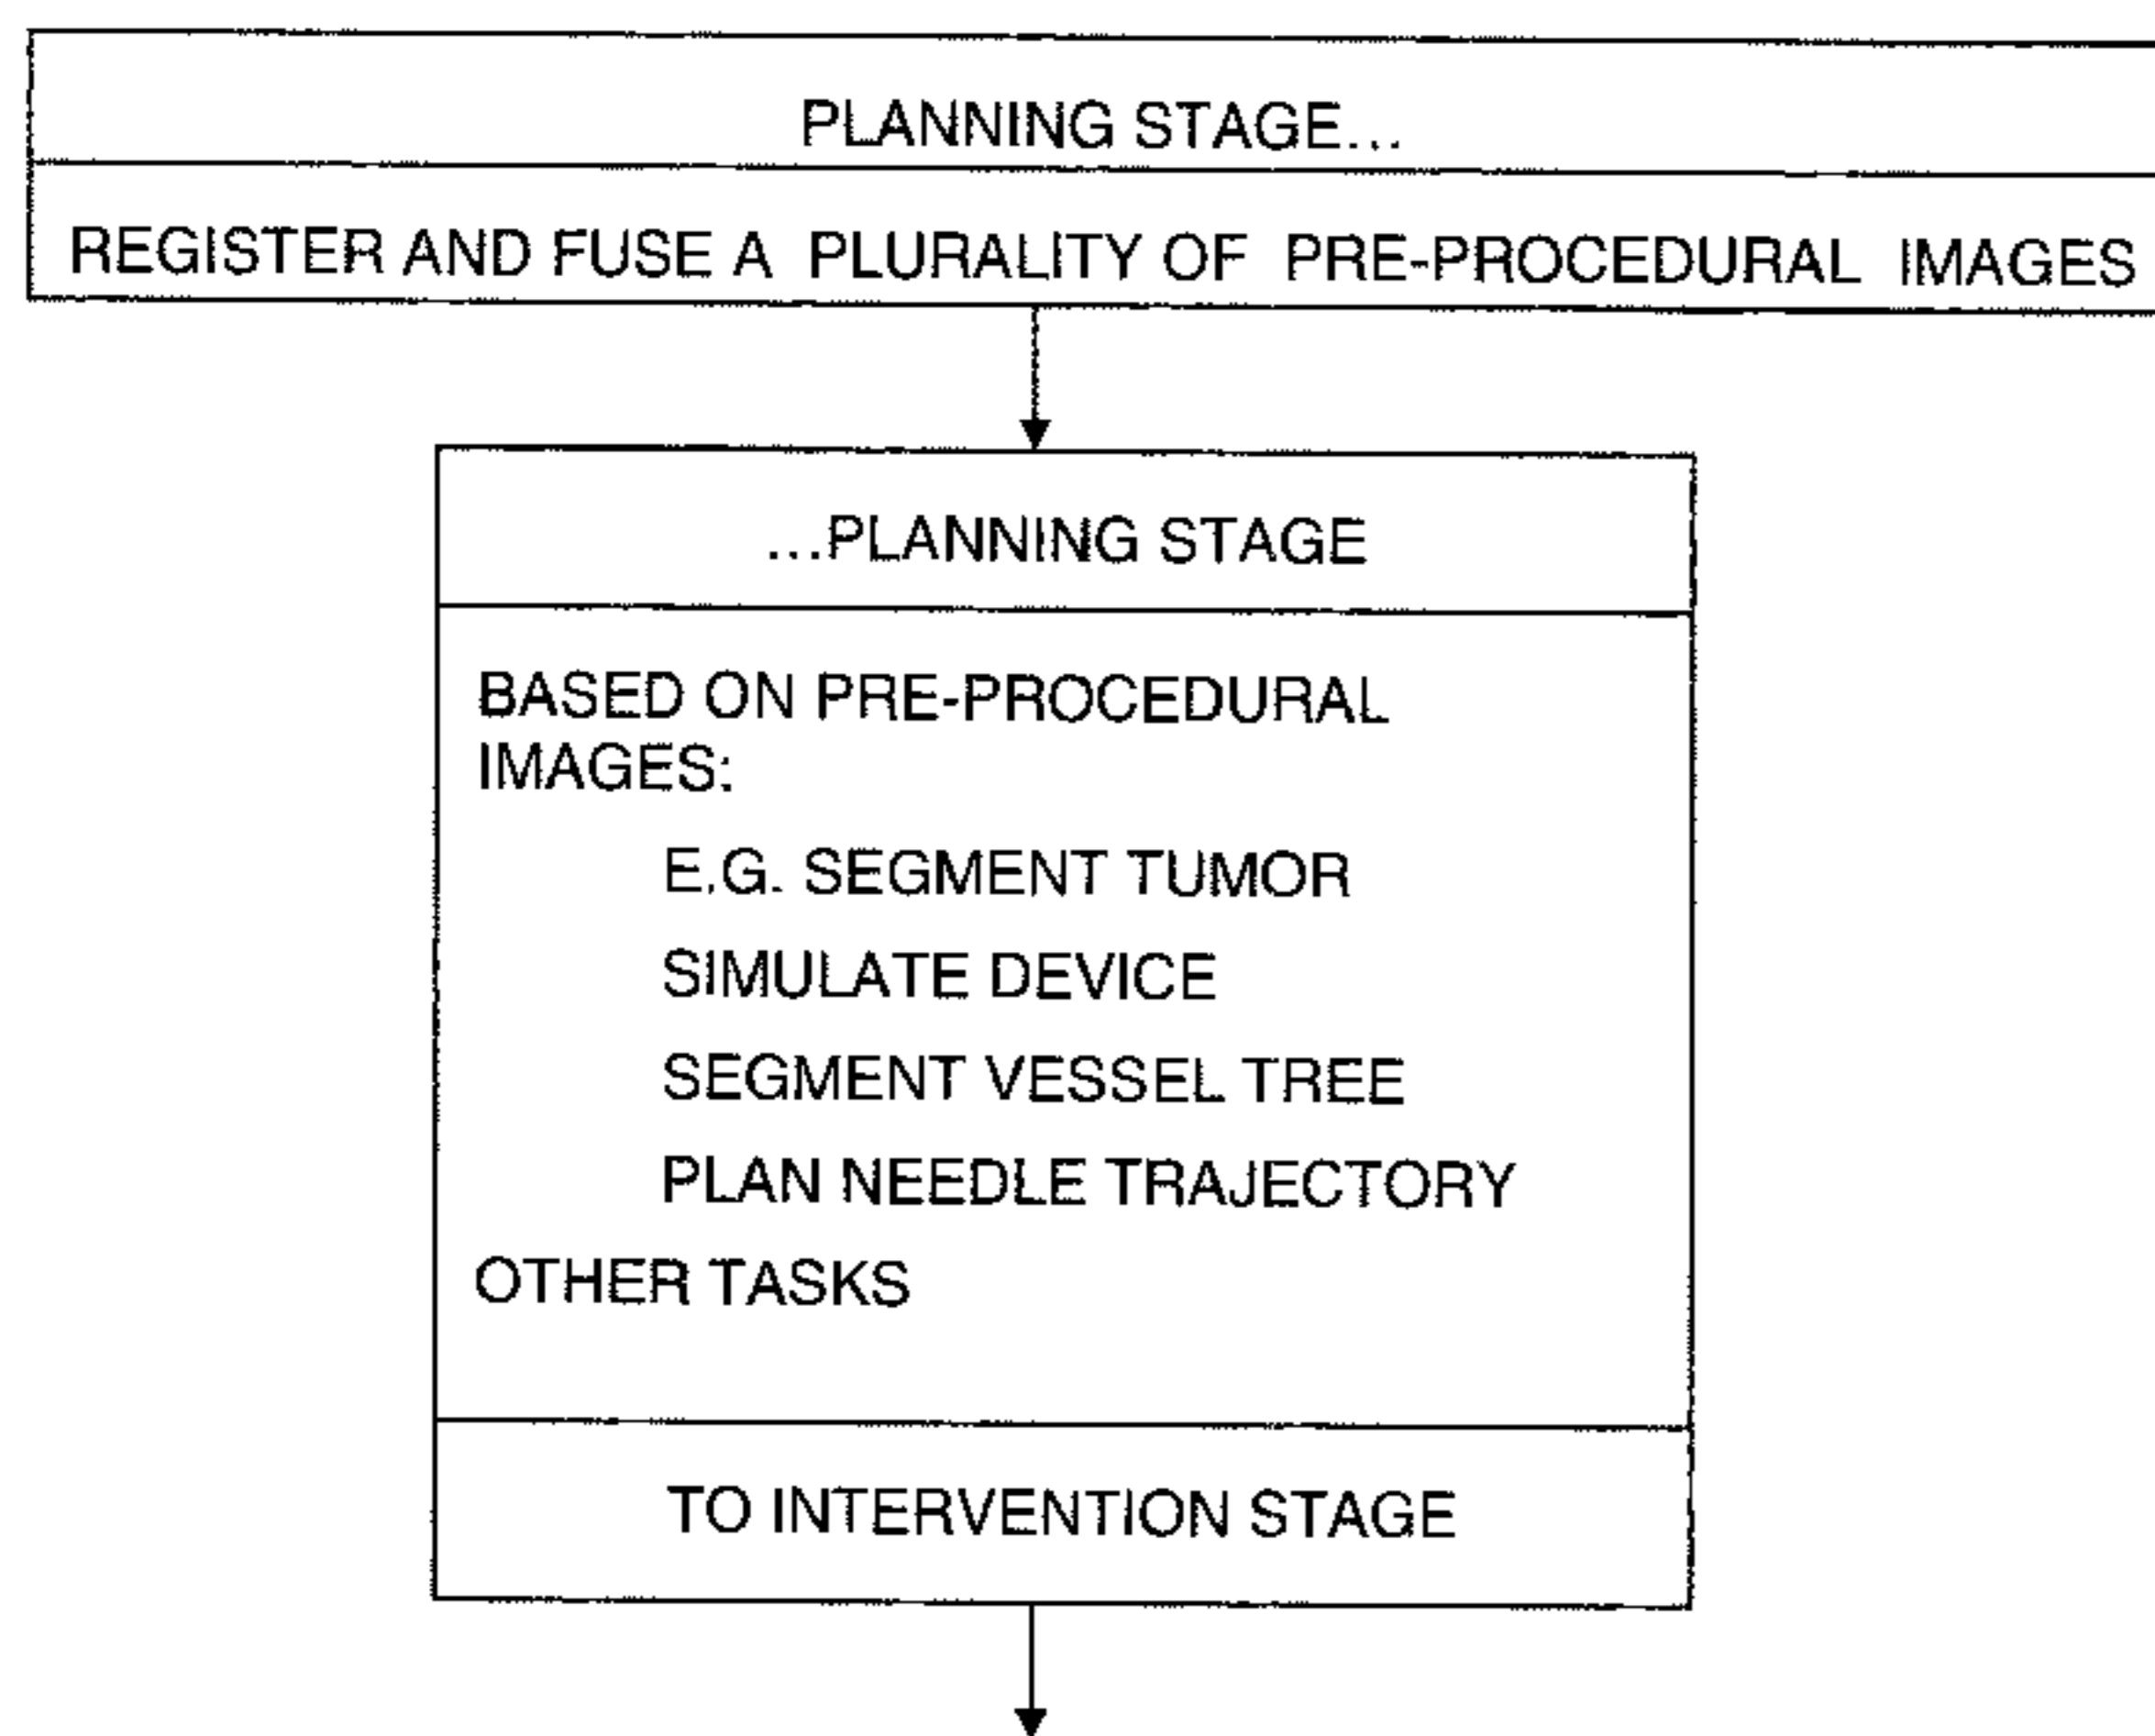 PLANNING STAGE...
REGISTER AND FUSE A PLURALITY OF PRE-PROCEDURAL IMAGES
...PLANNING STAGE
BASED ON PRE-PROCEDURAL
IMAGES:
E.G. SEGMENT TUMOR
SIMULATE DEVICE
SEGMENT VESSEL TREE
PLAN NEEDLE TRAJECTORY
OTHER TASKS
TO INTERVENTION STAGE